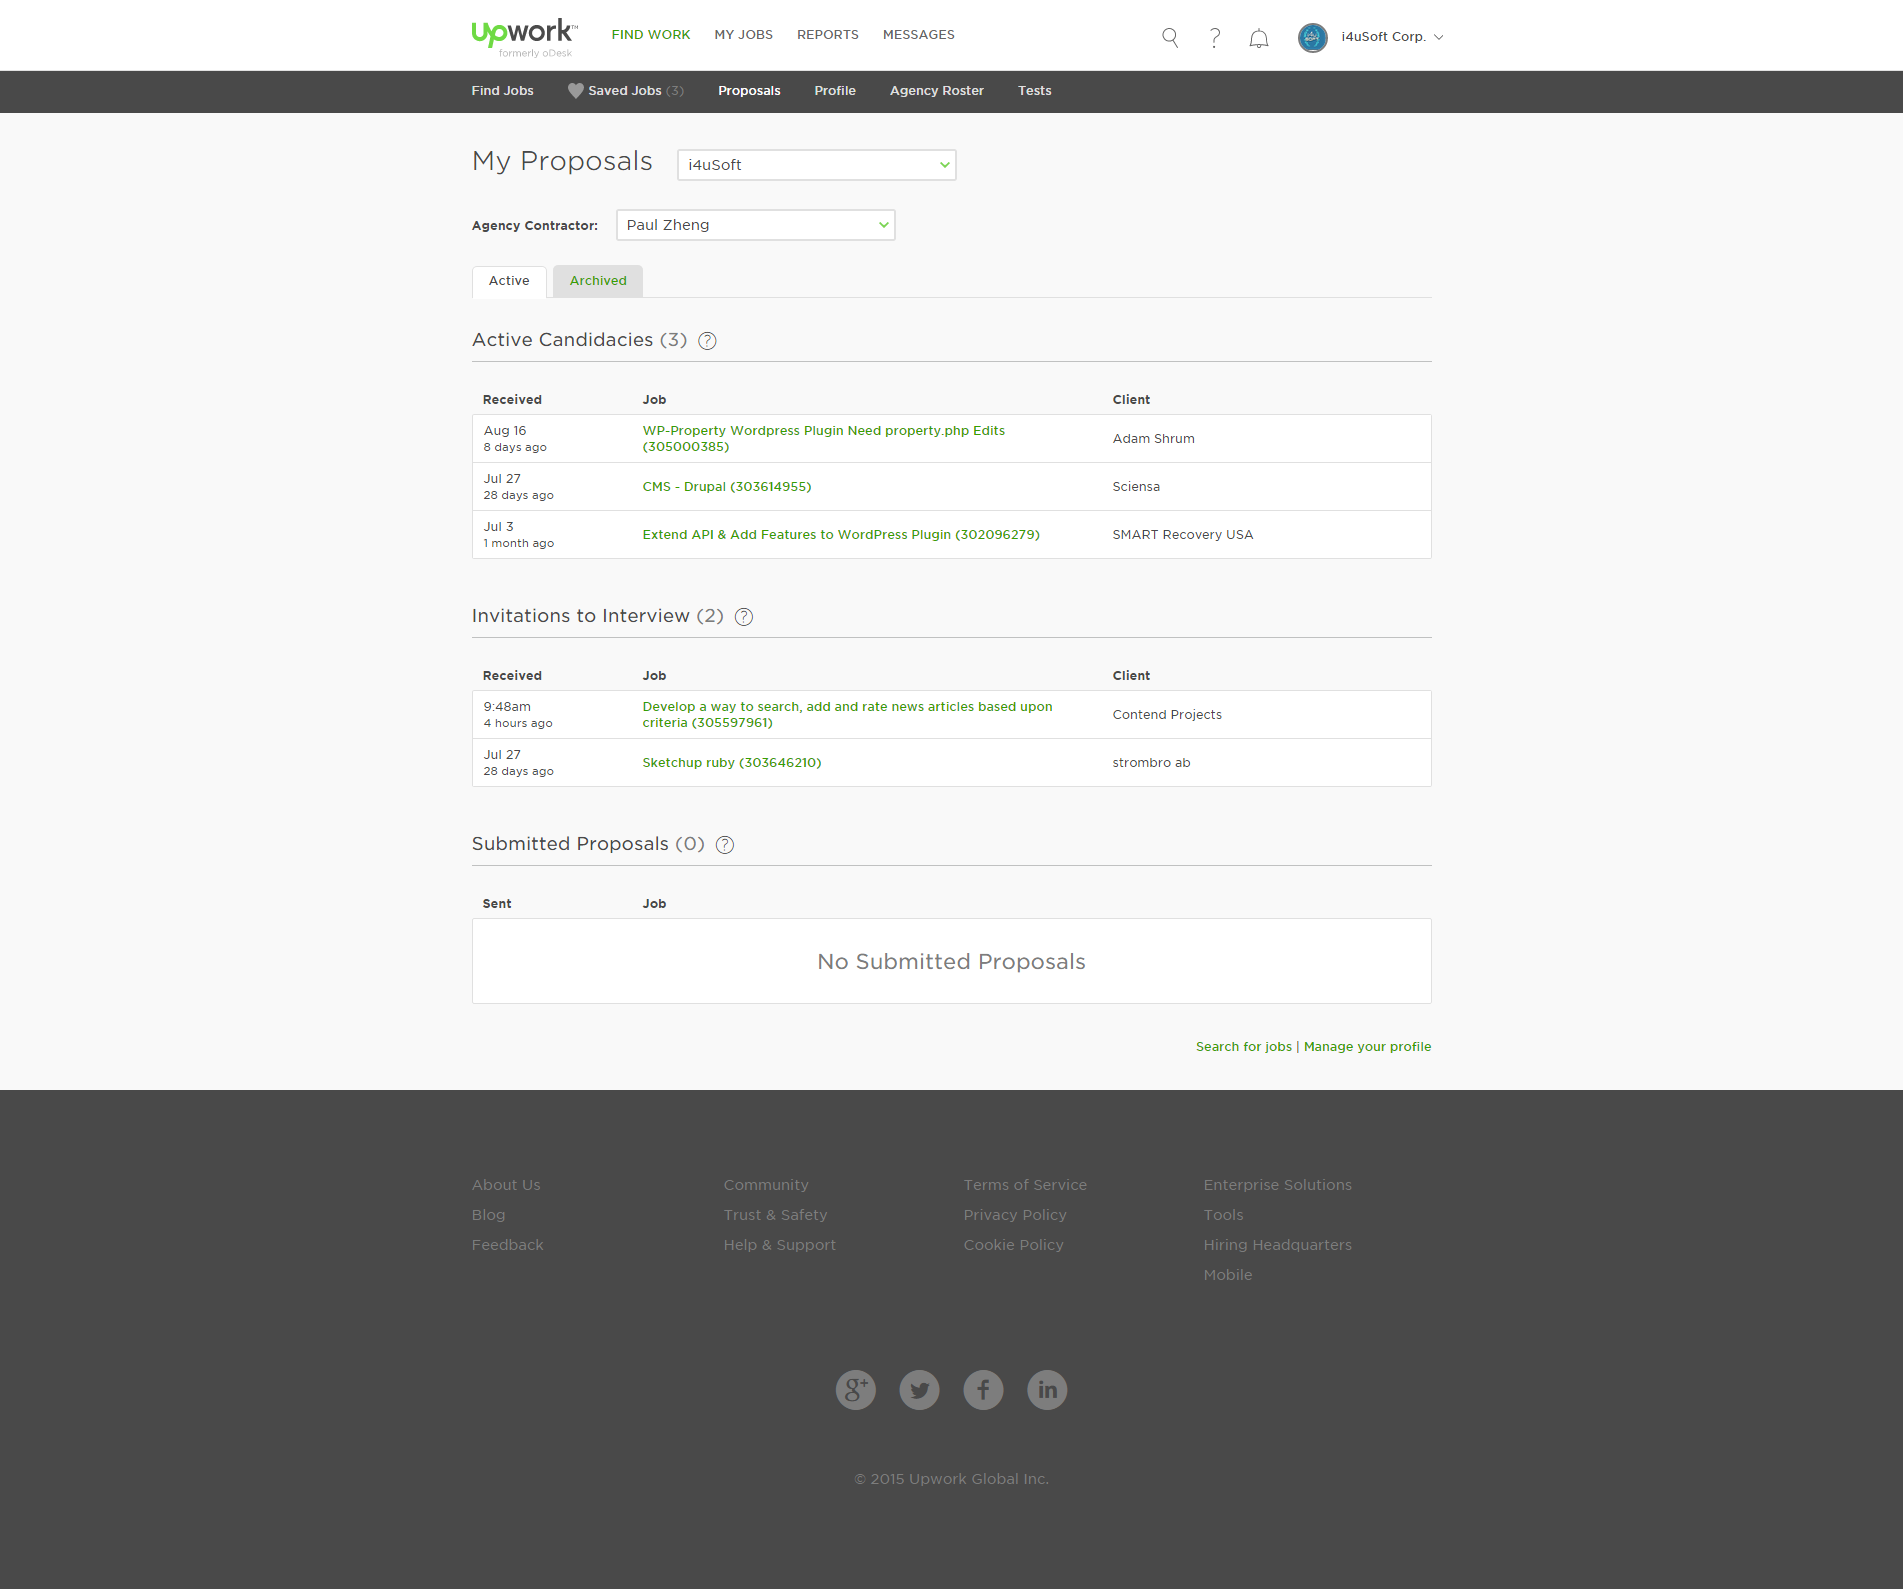 upwork™
formerly oDesk
FIND WORK
MY JOBS
REPORTS
MESSAGES
i4uSoft Corp.
Find Jobs
Saved Jobs (3)
Proposals
Profile
Agency Roster
Tests
My Proposals
i4uSoft
Agency Contractor:
Paul Zheng
Active
Archived
Active Candidacies (3) ?
Received
Job
Client
Aug 16
8 days ago
WP-Property Wordpress Plugin Need property.php Edits
(305000385)
Adam Shrum
Jul 27
28 days ago
CMS - Drupal (303614955)
Sciensa
Jul 3
1 month ago
Extend API & Add Features to WordPress Plugin (302096279)
SMART Recovery USA
Invitations to Interview (2) ?
Received
Job
Client
9:48am
4 hours ago
Develop a way to search, add and rate news articles based upon
criteria (305597961)
Contend Projects
Jul 27
28 days ago
Sketchup ruby (303646210)
strombro ab
Submitted Proposals (0) ?
Sent
Job
No Submitted Proposals
Search for jobs | Manage your profile
About Us
Blog
Feedback
Community
Trust & Safety
Help & Support
Terms of Service
Privacy Policy
Cookie Policy
Enterprise Solutions
Tools
Hiring Headquarters
Mobile
g+
f
in
© 2015 Upwork Global Inc.